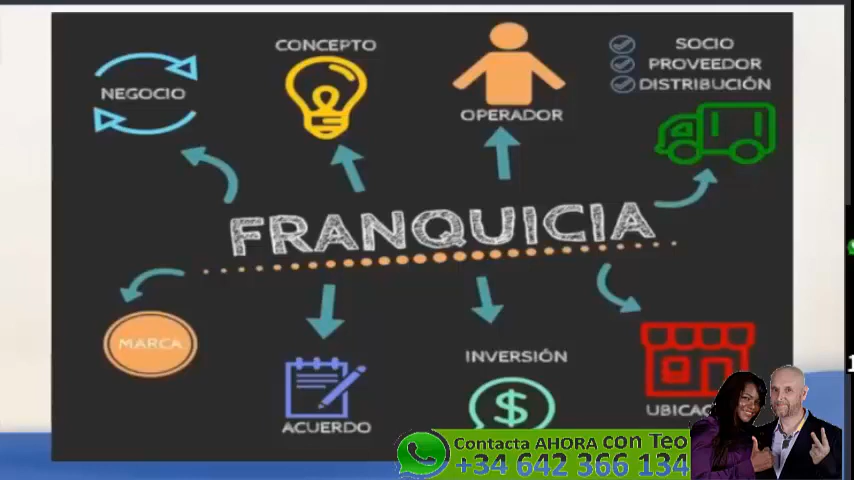 CONCEPTO
SOCIO
PROVEEDOR
DISTRIBUCIÓN
NEGOCIO
OPERADOR
FRANQUICIA
MARCA
INVERSIÓN
$
ACUERDO
Contacta AHORA con Teo
+34 642 366 134